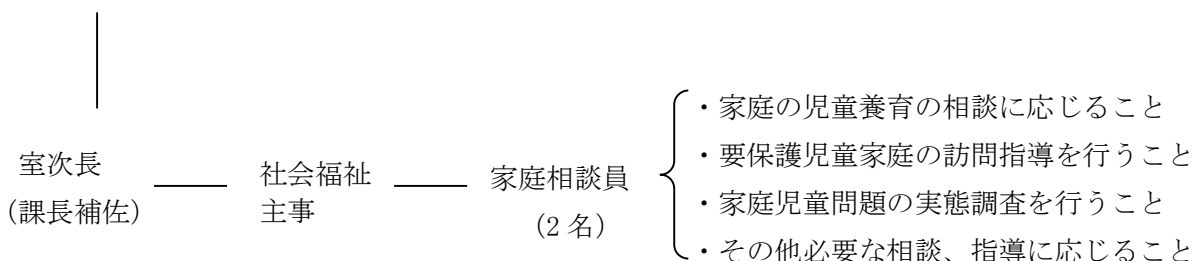 室次長
(課長補佐)
社会福祉
主事
家庭相談員
(2 名)
・家庭の児童養育の相談に応じること
・要保護児童家庭の訪問指導を行うこと
・家庭児童問題の実態調査を行うこと
・その他必要な相談、指導に応じること